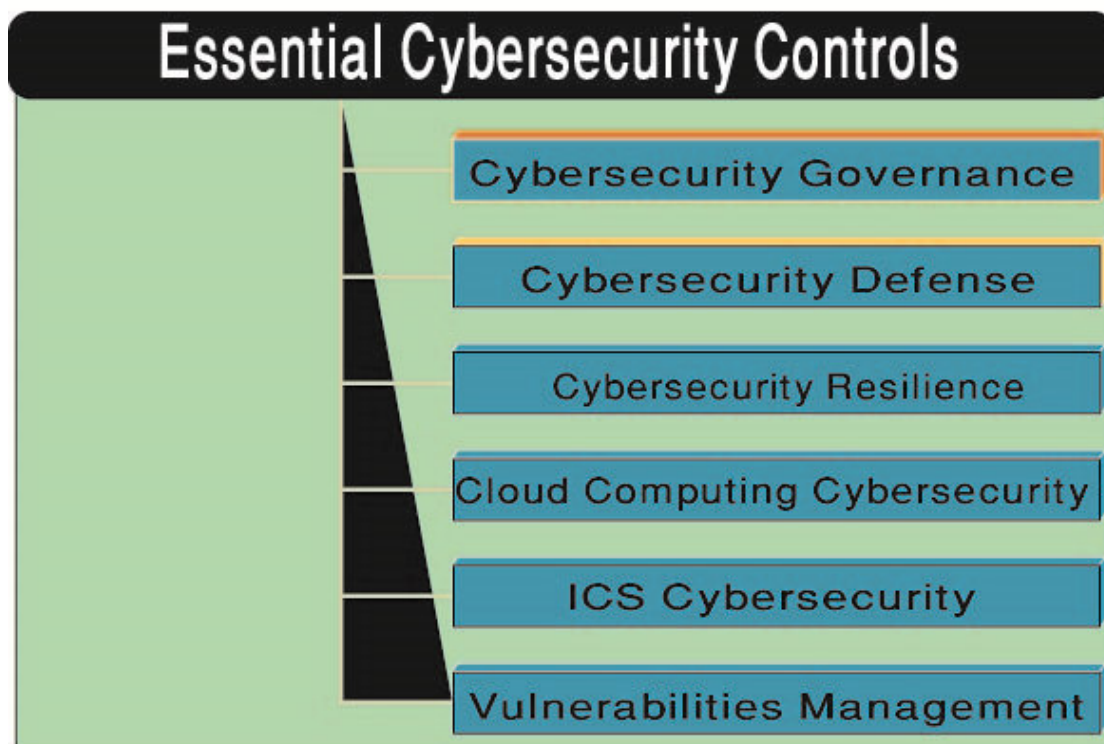 Essential Cybersecurity Controls
Cybersecurity Governance
Cybersecurity Defense
Cybersecurity Resilience
Cloud Computing Cybersecurity
ICS Cybersecurity
Vulnerabilities Management